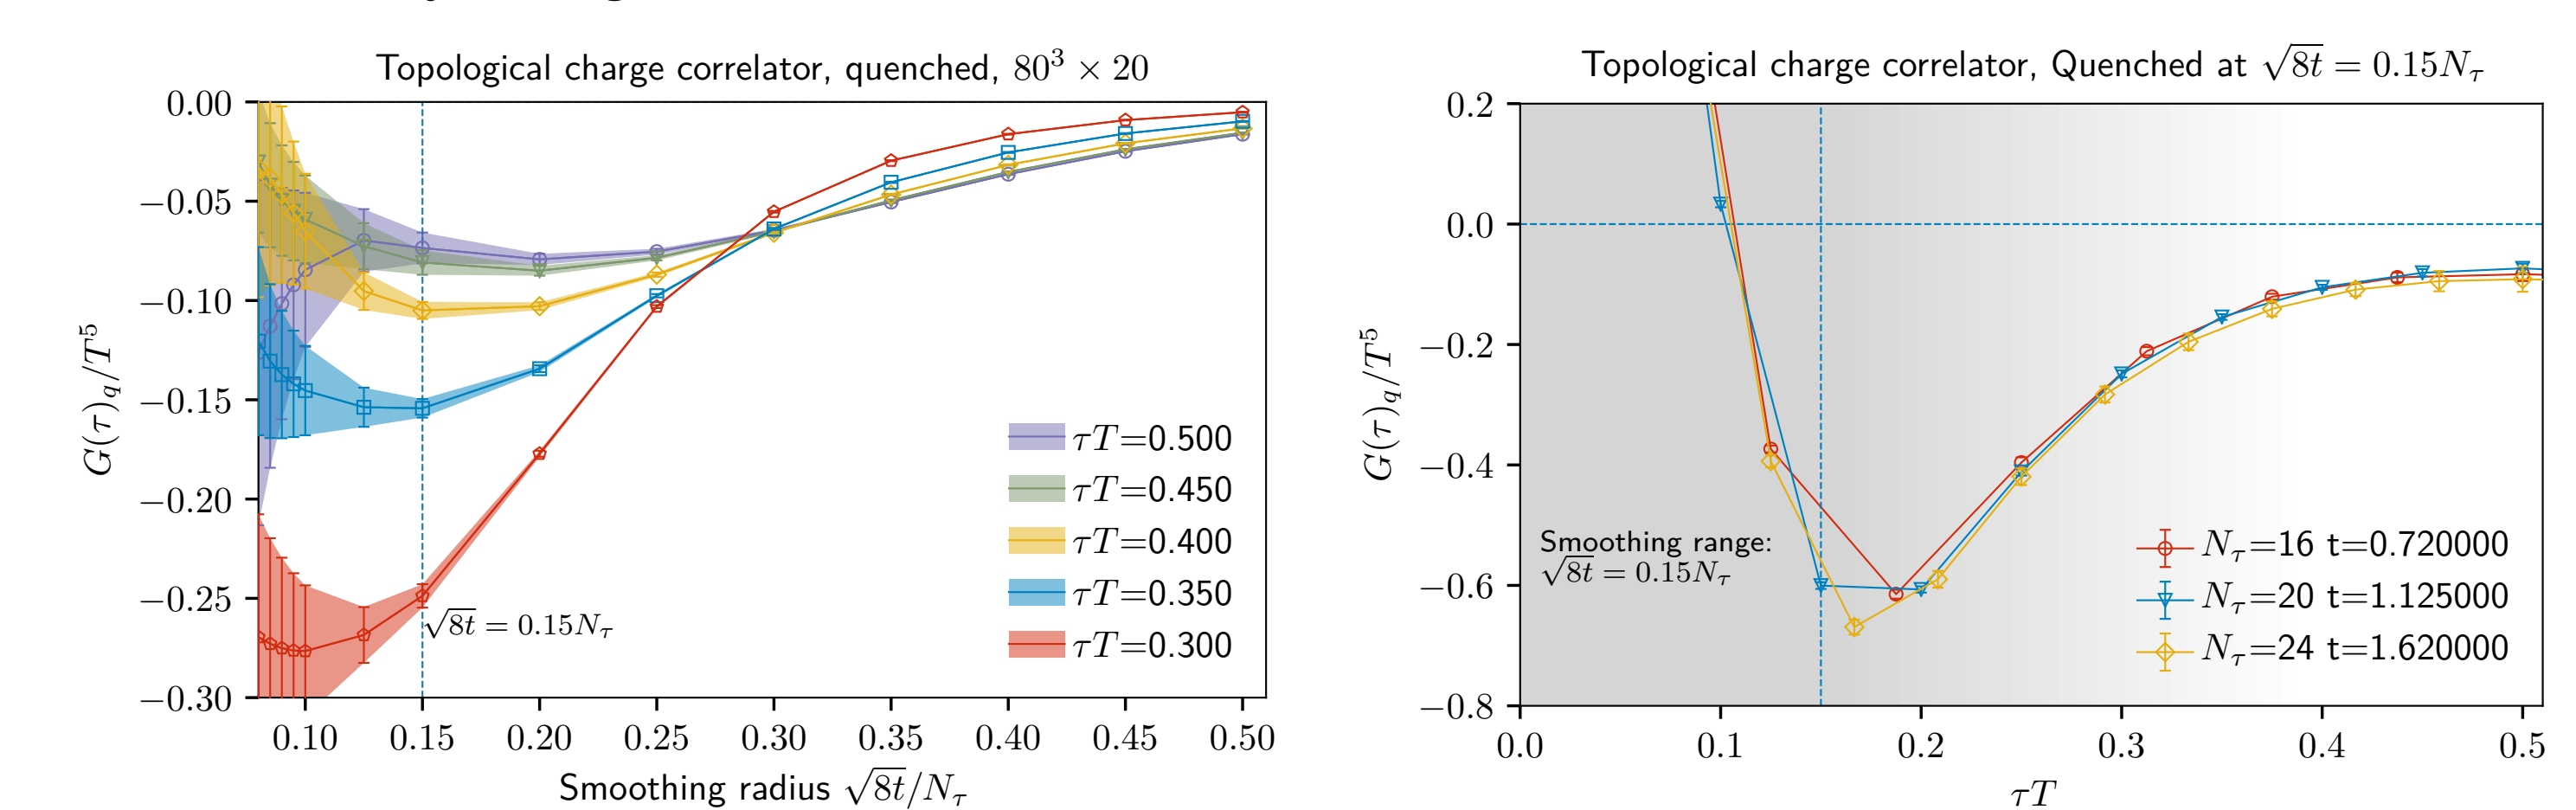 Topological charge correlator, quenched, 80³ × 20
G(τ)_q/T⁵
0.00
−0.05
−0.10
−0.15
−0.20
−0.25
−0.30
√8t = 0.15N_τ
τT=0.500
τT=0.450
τT=0.400
τT=0.350
τT=0.300
0.10 0.15 0.20 0.25 0.30 0.35 0.40 0.45 0.50
Smoothing radius √8t/N_τ
Topological charge correlator, Quenched at √8t = 0.15N_τ
G(τ)_q/T⁵
0.2
0.0
−0.2
−0.4
−0.6
−0.8
Smoothing range:
√8t = 0.15N_τ
N_τ=16 t=0.720000
N_τ=20 t=1.125000
N_τ=24 t=1.620000
0.0 0.1 0.2 0.3 0.4 0.5
τT